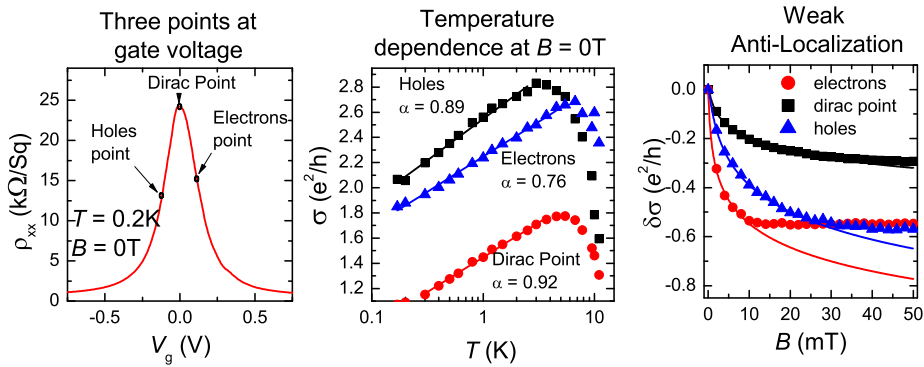 Three points at
gate voltage
Dirac Point
Holes
point
Electrons
point
T = 0.2K
B = 0T
ρxx (kΩ/Sq)
25
20
15
10
5
0
-0.5
0.0
0.5
Vg (V)
Temperature
dependence at B = 0T
Holes
α = 0.89
Electrons
α = 0.76
Dirac Point
α = 0.92
σ (e²/h)
2.8
2.6
2.4
2.2
2.0
1.8
1.6
1.4
1.2
0.1
1
10
T (K)
Weak
Anti-Localization
electrons
dirac point
holes
δσ (e²/h)
0.0
-0.2
-0.4
-0.6
-0.8
0
10
20
30
40
50
B (mT)